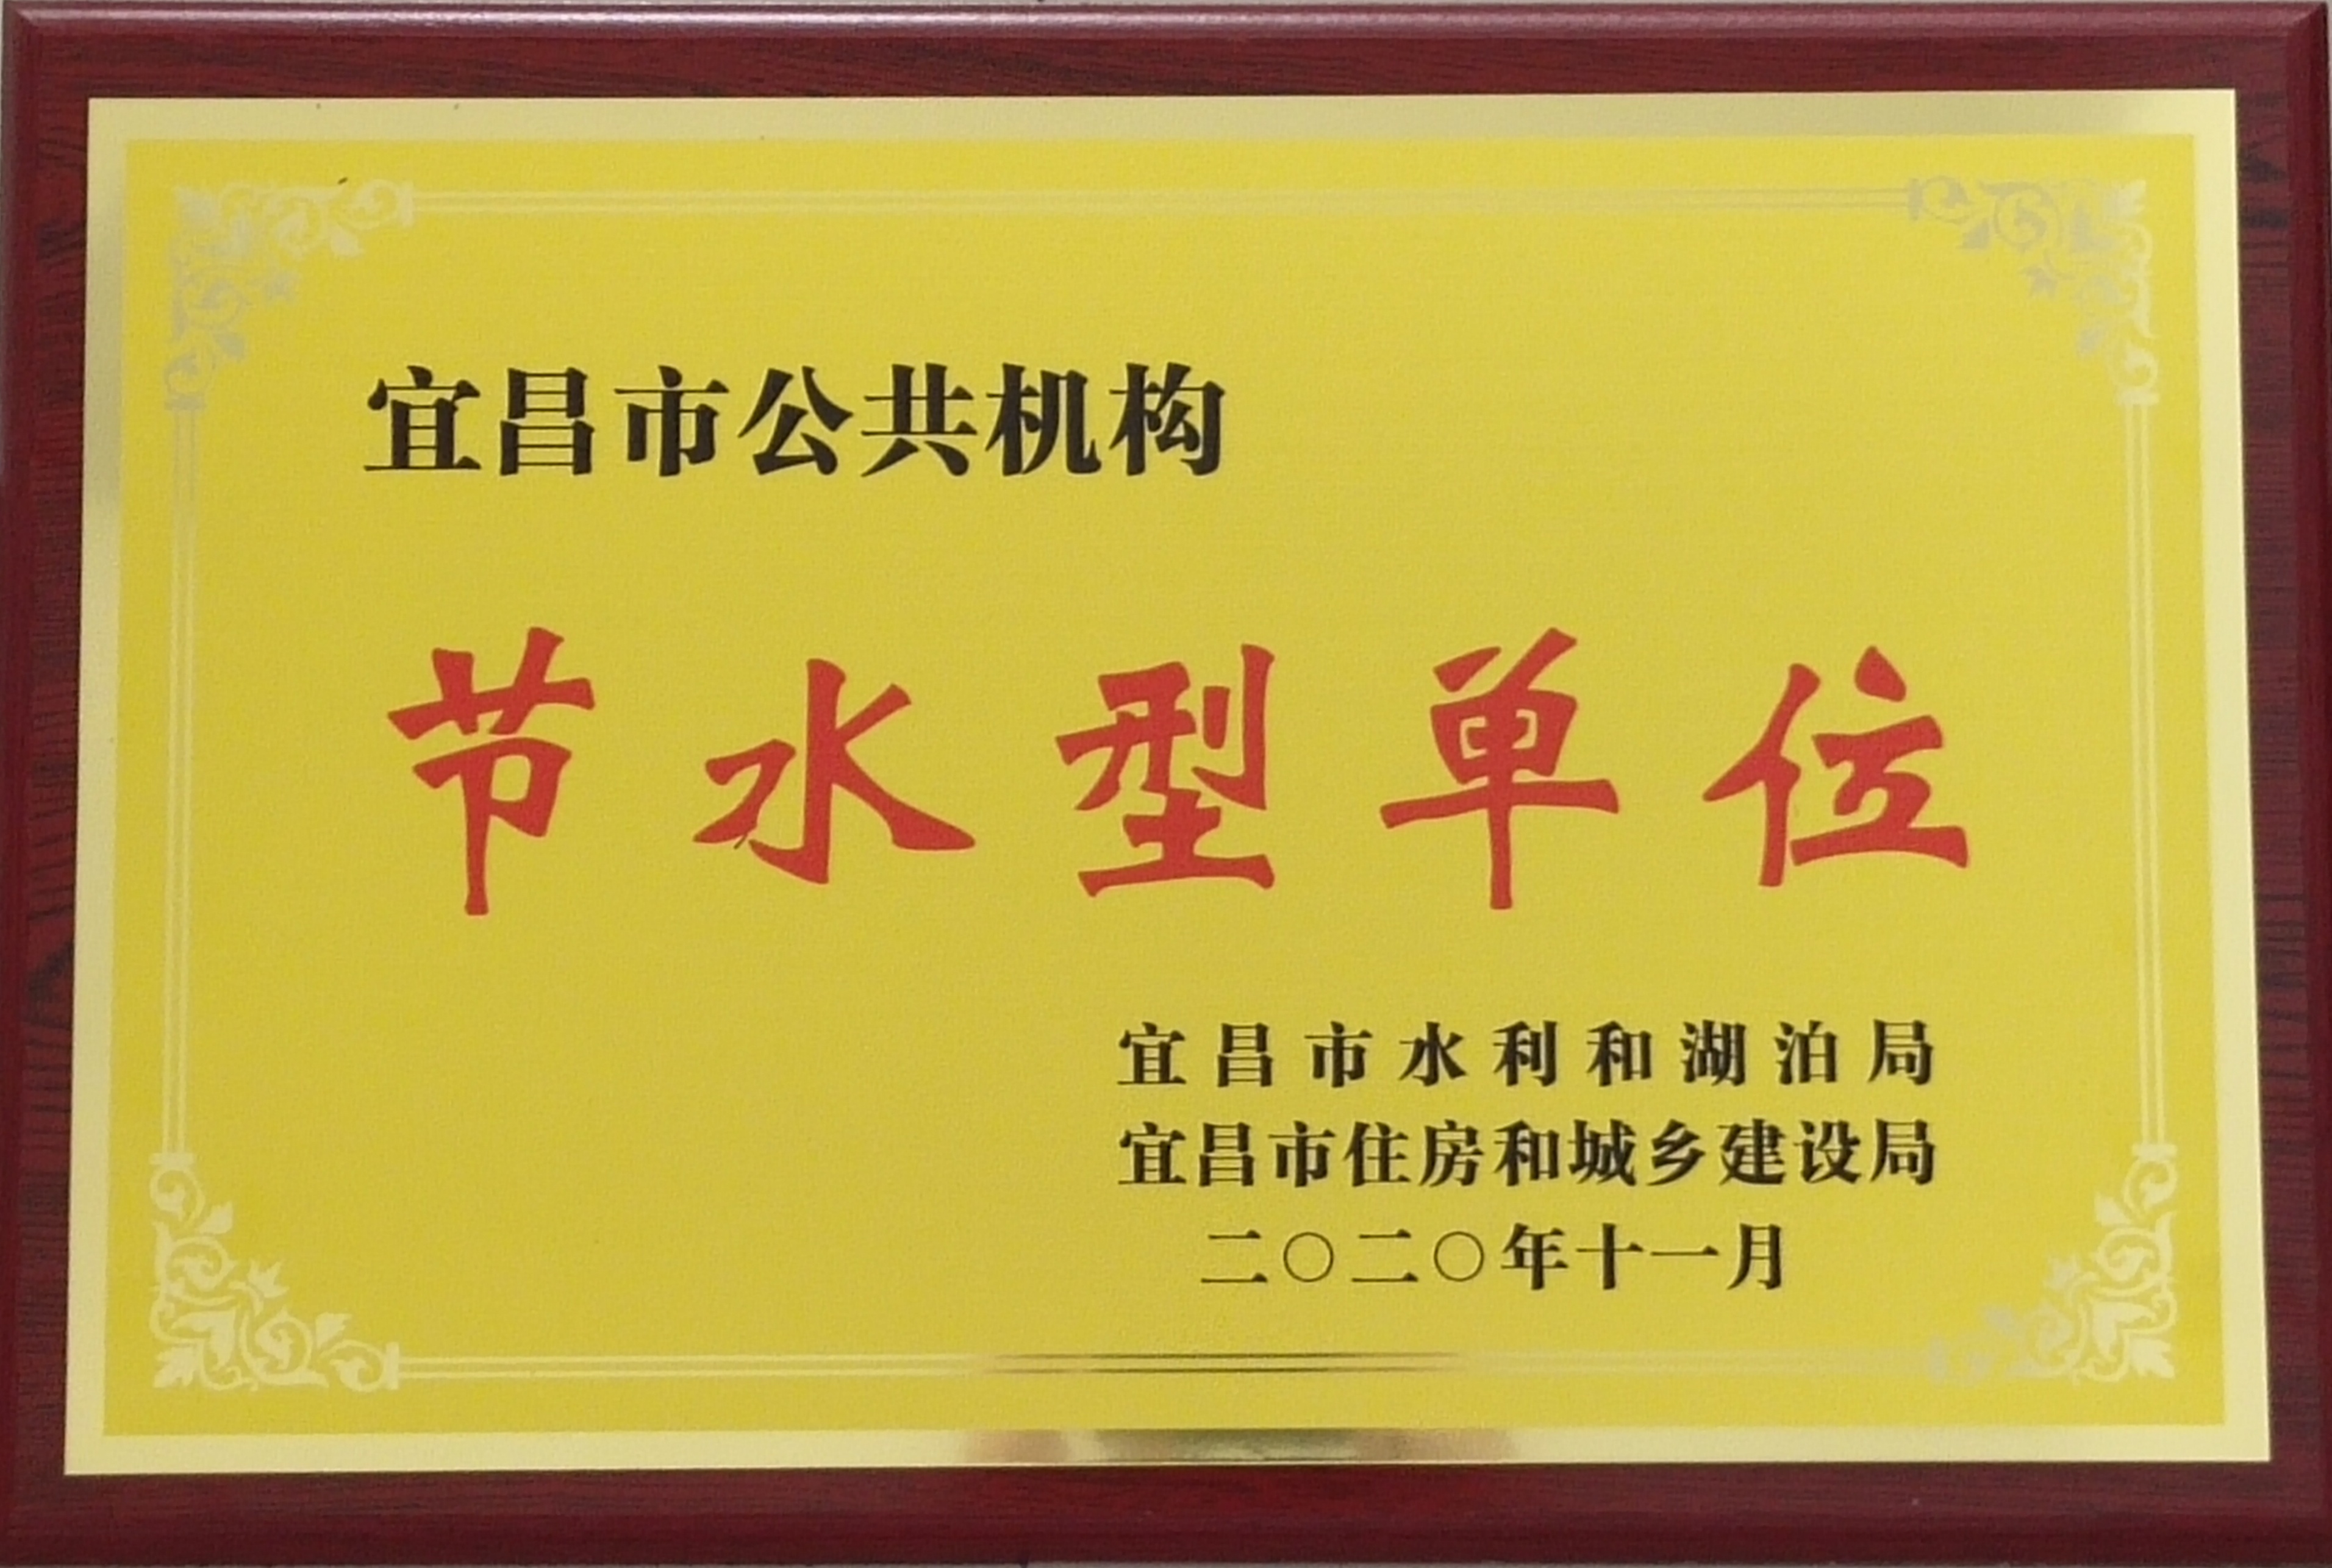 宜昌市公共机构
节水型单位
宜昌市水利和湖泊局
宜昌市住房和城乡建设局
二〇二〇年十一月